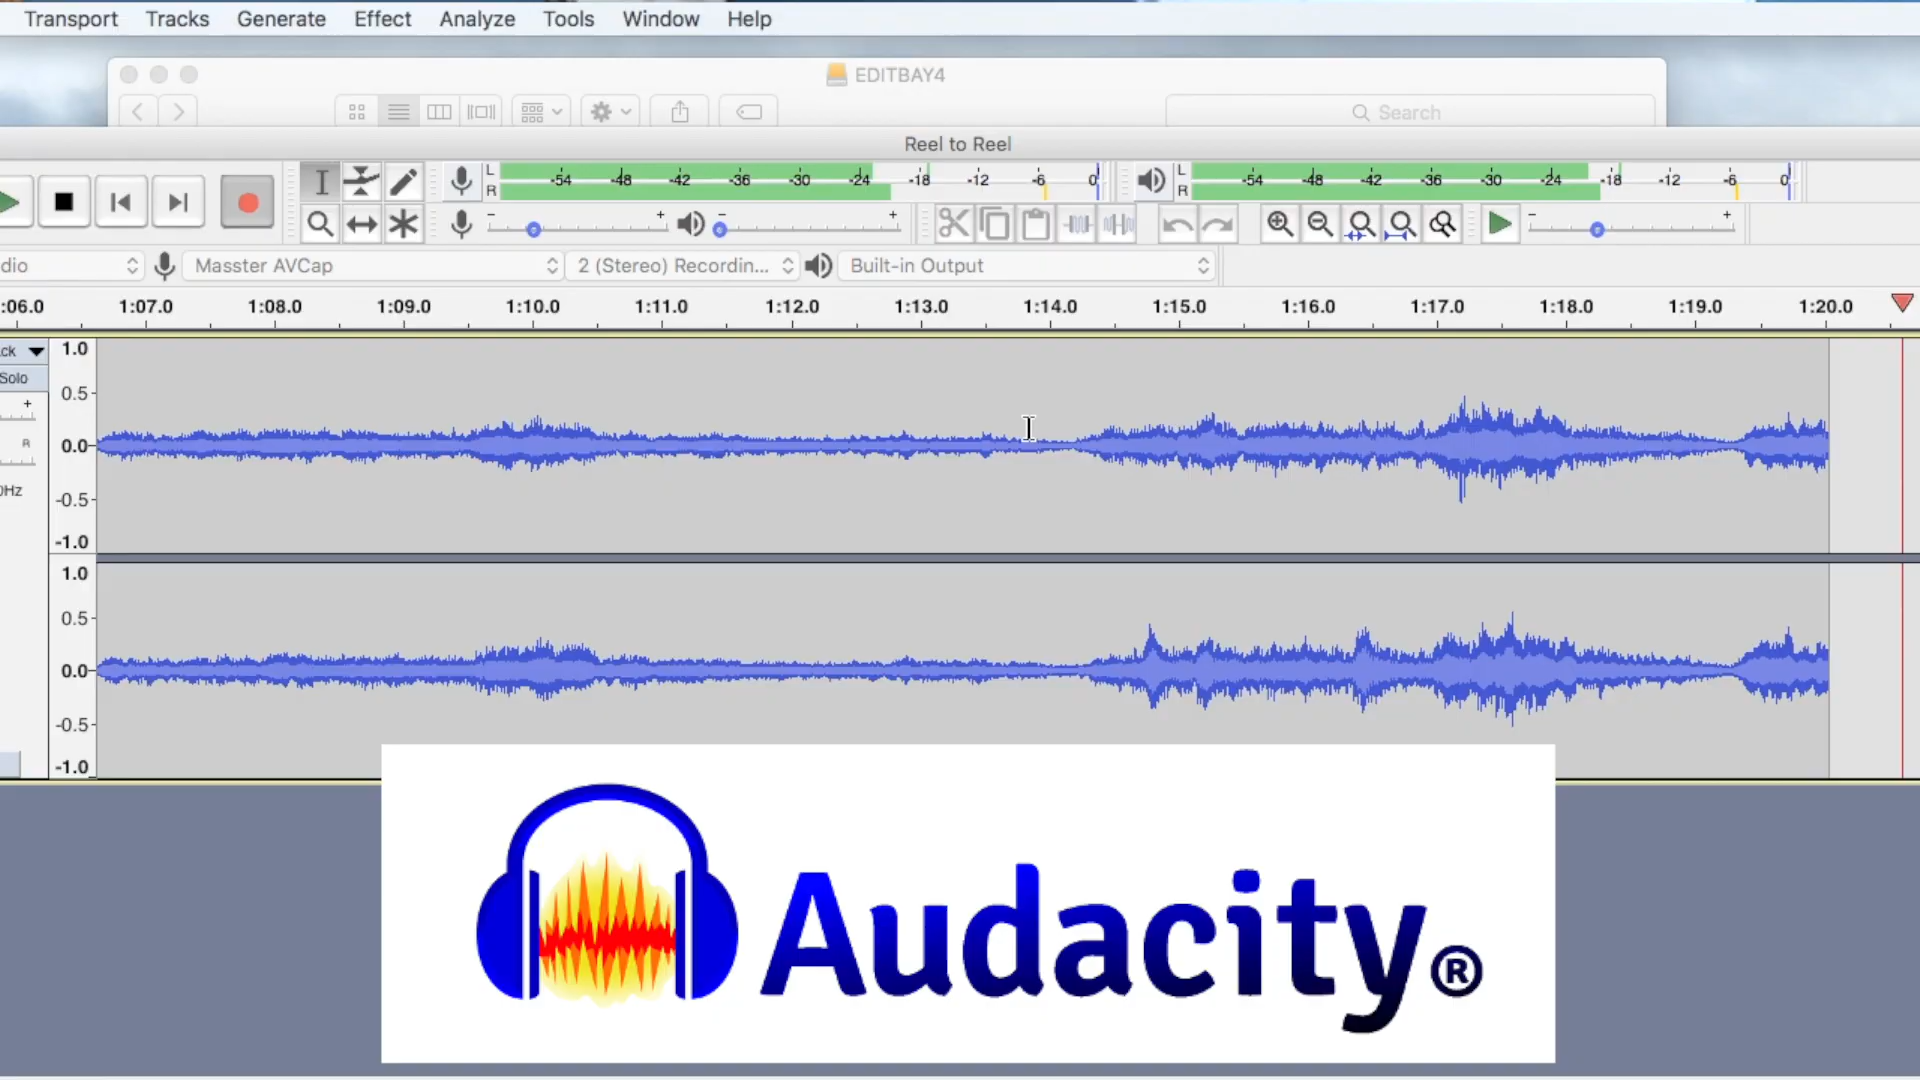 Transport Tracks Generate Effect Analyze Tools Window Help
EDITBAY4
Search
Reel to Reel
L -54 -48 -42 -36 -30 -24 -18 -12 -6 0
R
L -54 -48 -42 -36 -30 -24 -18 -12 -6 0
R
- + - + - +
dio Masster AVCap 2 (Stereo) Recordin... Built-in Output
:06.0 1:07.0 1:08.0 1:09.0 1:10.0 1:11.0 1:12.0 1:13.0 1:14.0 1:15.0 1:16.0 1:17.0 1:18.0 1:19.0 1:20.0
ck 1.0
Solo
+ 0.5
R 0.0
0Hz -0.5
-1.0
1.0
0.5
0.0
-0.5
-1.0
Audacity®